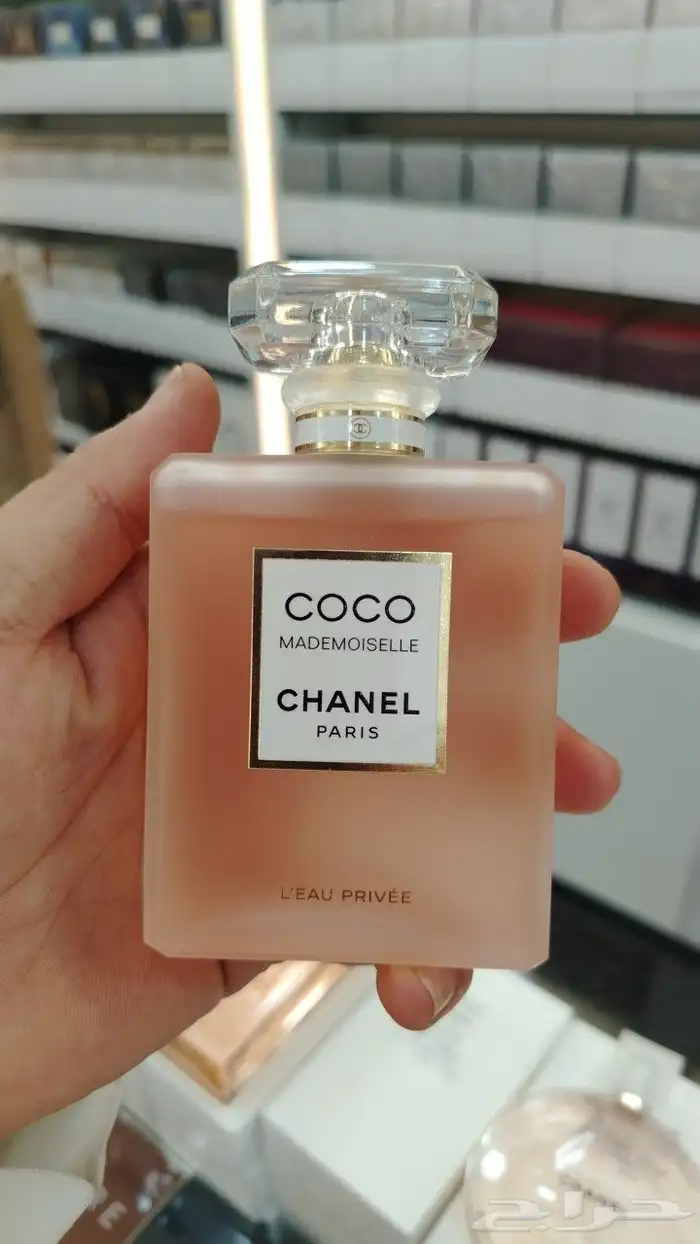 COCO
MADEMOISELLE
CHANEL
PARIS
L'EAU PRIVÉE
حراج